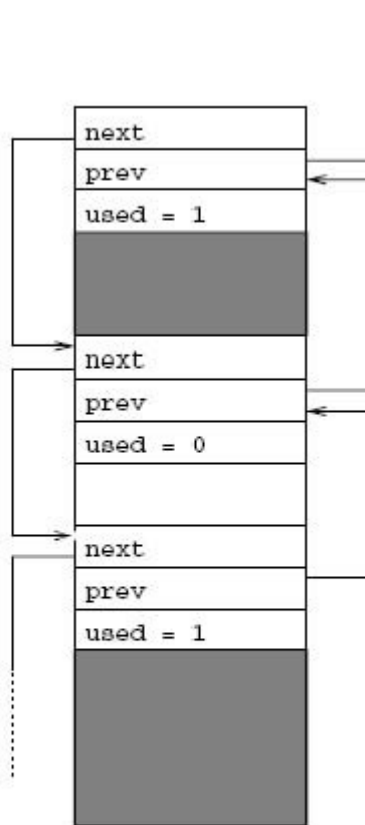 next
prev
used = 1
next
prev
used = 0
next
prev
used = 1